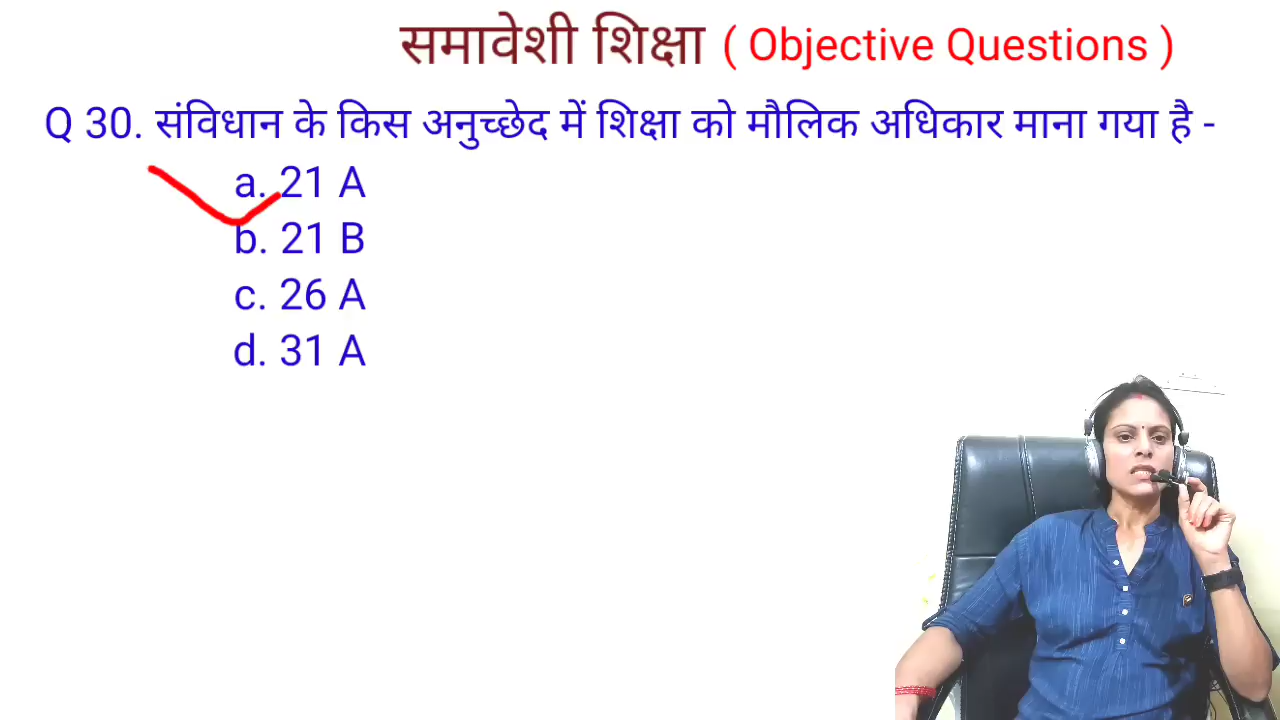 समावेशी शिक्षा ( Objective Questions )
Q 30. संविधान के किस अनुच्छेद में शिक्षा को मौलिक अधिकार माना गया है -
a. 21 A
b. 21 B
c. 26 A
d. 31 A